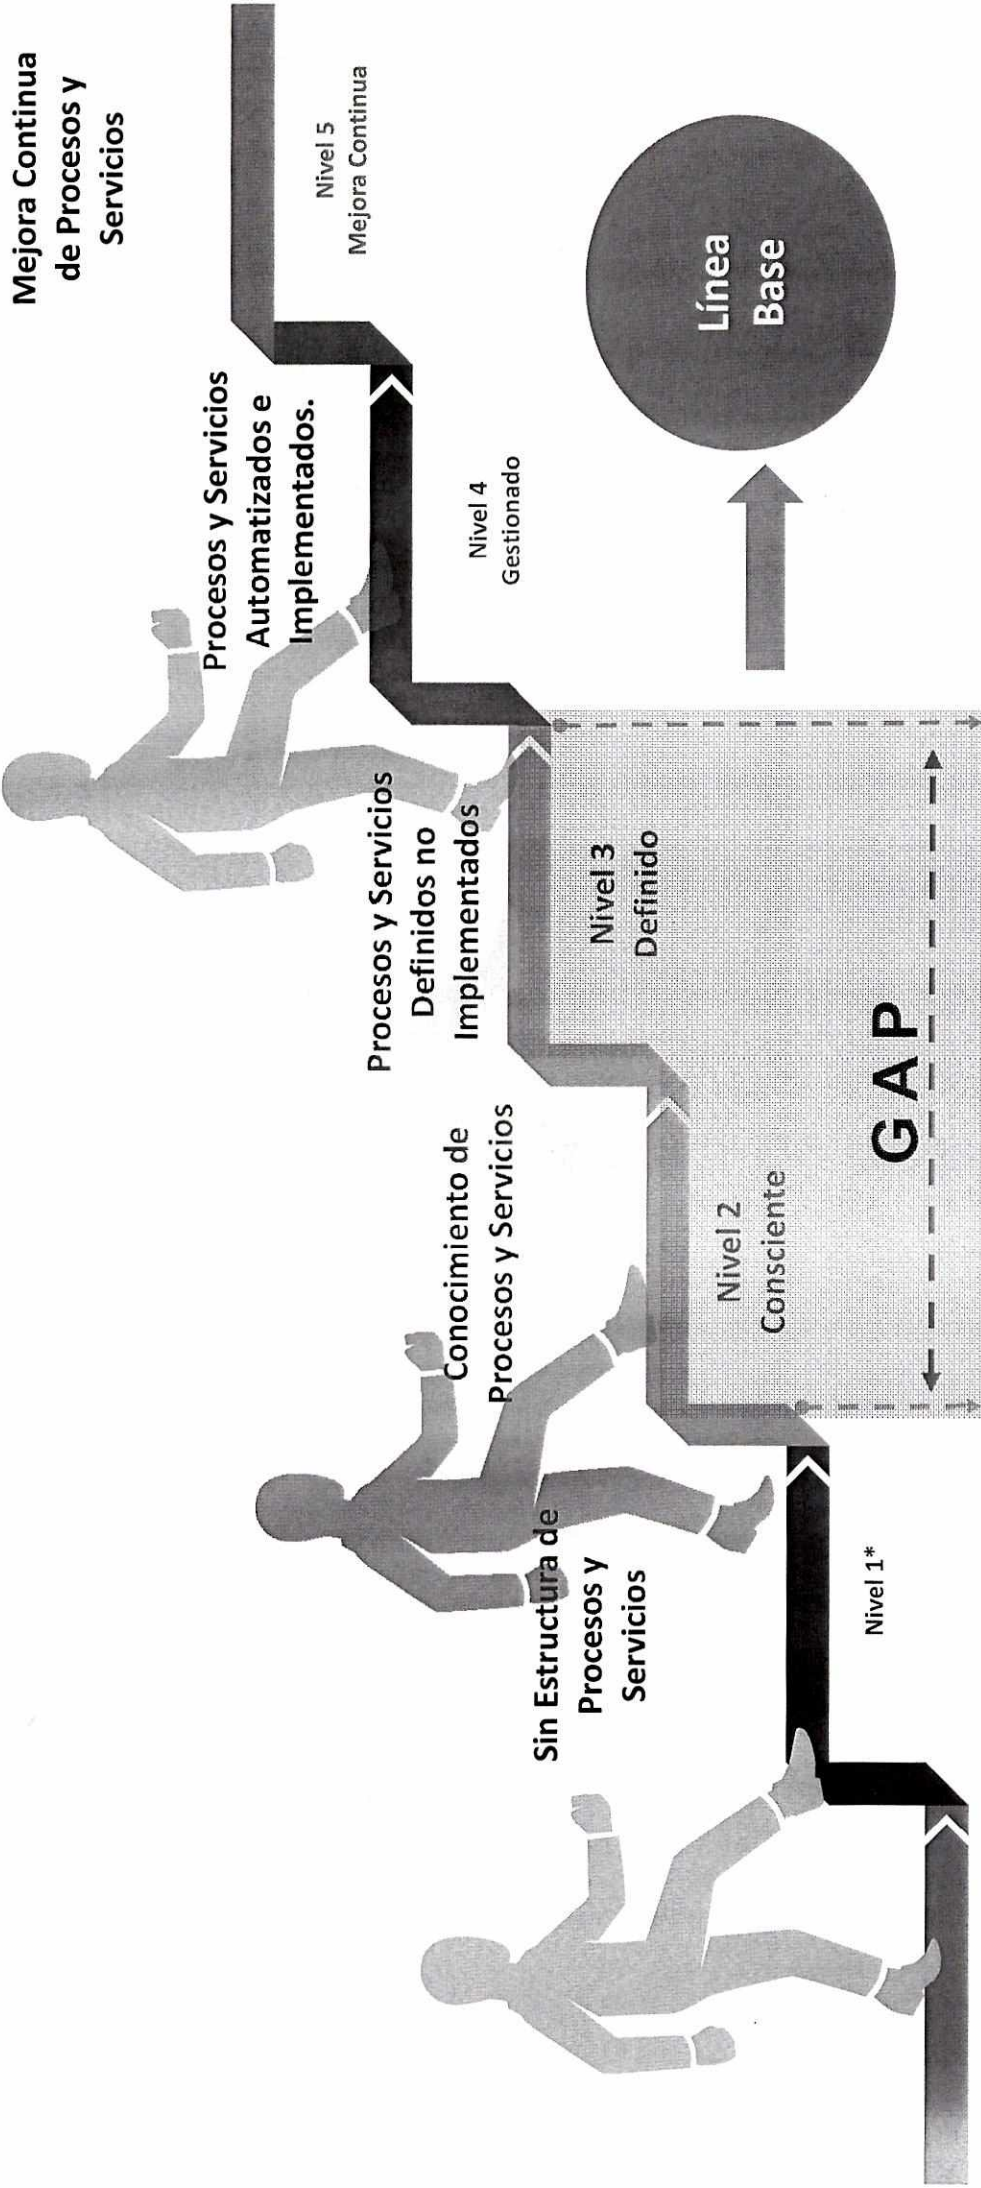 Mejora Continua
de Procesos y
Servicios
Nivel 5
Mejora Continua
Procesos y Servicios
Automatizados e
Implementados.
Nivel 4
Gestionado
Línea
Base
Procesos y Servicios
Definidos no
Implementados
Nivel 3
Definido
Conocimiento de
Procesos y Servicios
Nivel 2
Consciente
GAP
Sin Estructura de
Procesos y
Servicios
Nivel 1*